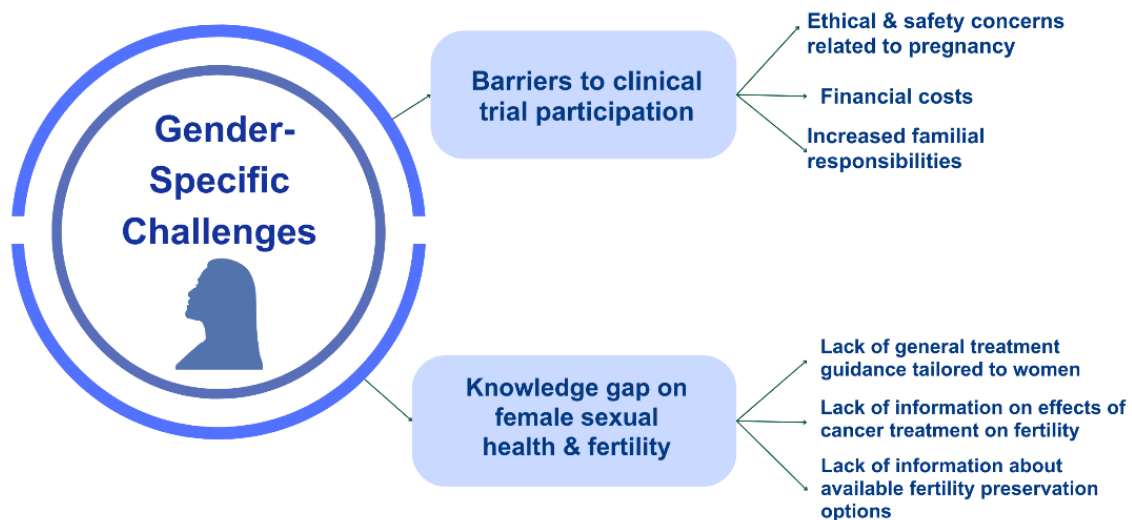 Gender-
Specific
Challenges
Barriers to clinical
trial participation
Ethical & safety concerns
related to pregnancy
Financial costs
Increased familial
responsibilities
Knowledge gap on
female sexual
health & fertility
Lack of general treatment
guidance tailored to women
Lack of information on effects of
cancer treatment on fertility
Lack of information about
available fertility preservation
options